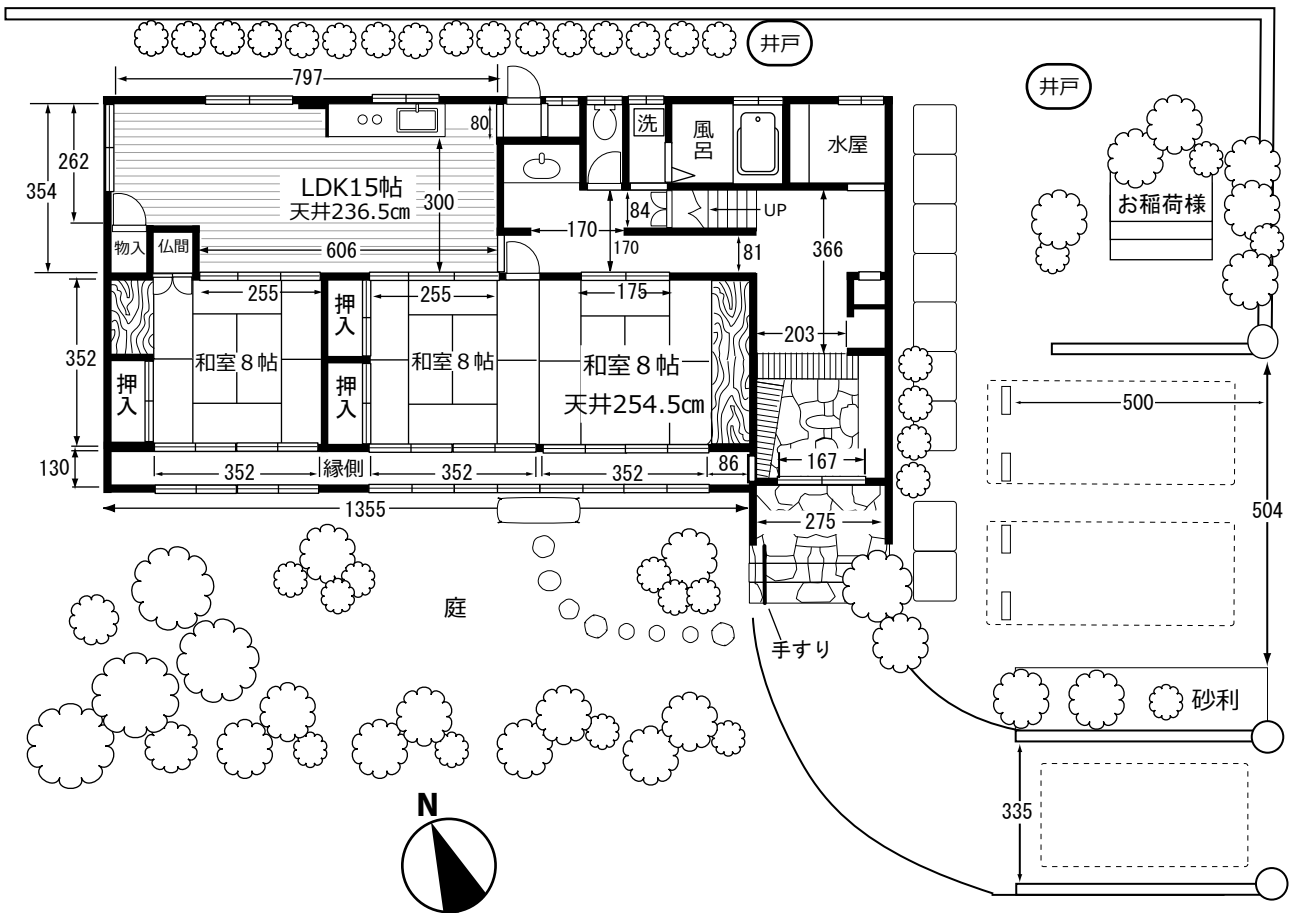 井戸
797
井戸
80
洗
風呂
水屋
262
354
LDK15帖
天井236.5㎝
300
84
UP
お稲荷様
170
170
物入
仏間
606
81
366
255
押入
255
175
352
203
和室8帖
和室8帖
和室8帖
押入
押入
天井254.5㎝
500
130
352
縁側
352
352
86
167
1355
275
504
庭
手すり
砂利
N
335